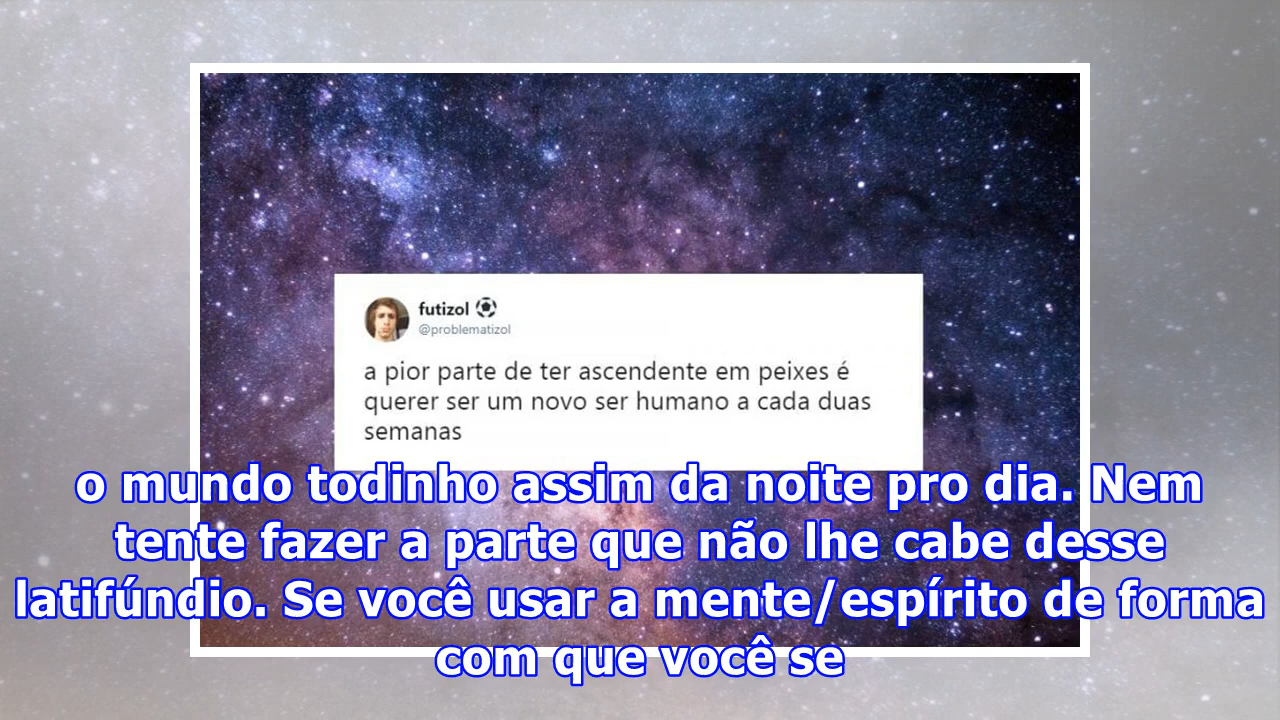 futizol ⚽
@problematizol
a pior parte de ter ascendente em peixes é
querer ser um novo ser humano a cada duas
semanas
o mundo todinho assim da noite pro dia. Nem
tente fazer a parte que não lhe cabe desse
latifúndio. Se você usar a mente/espírito de forma
com que você se